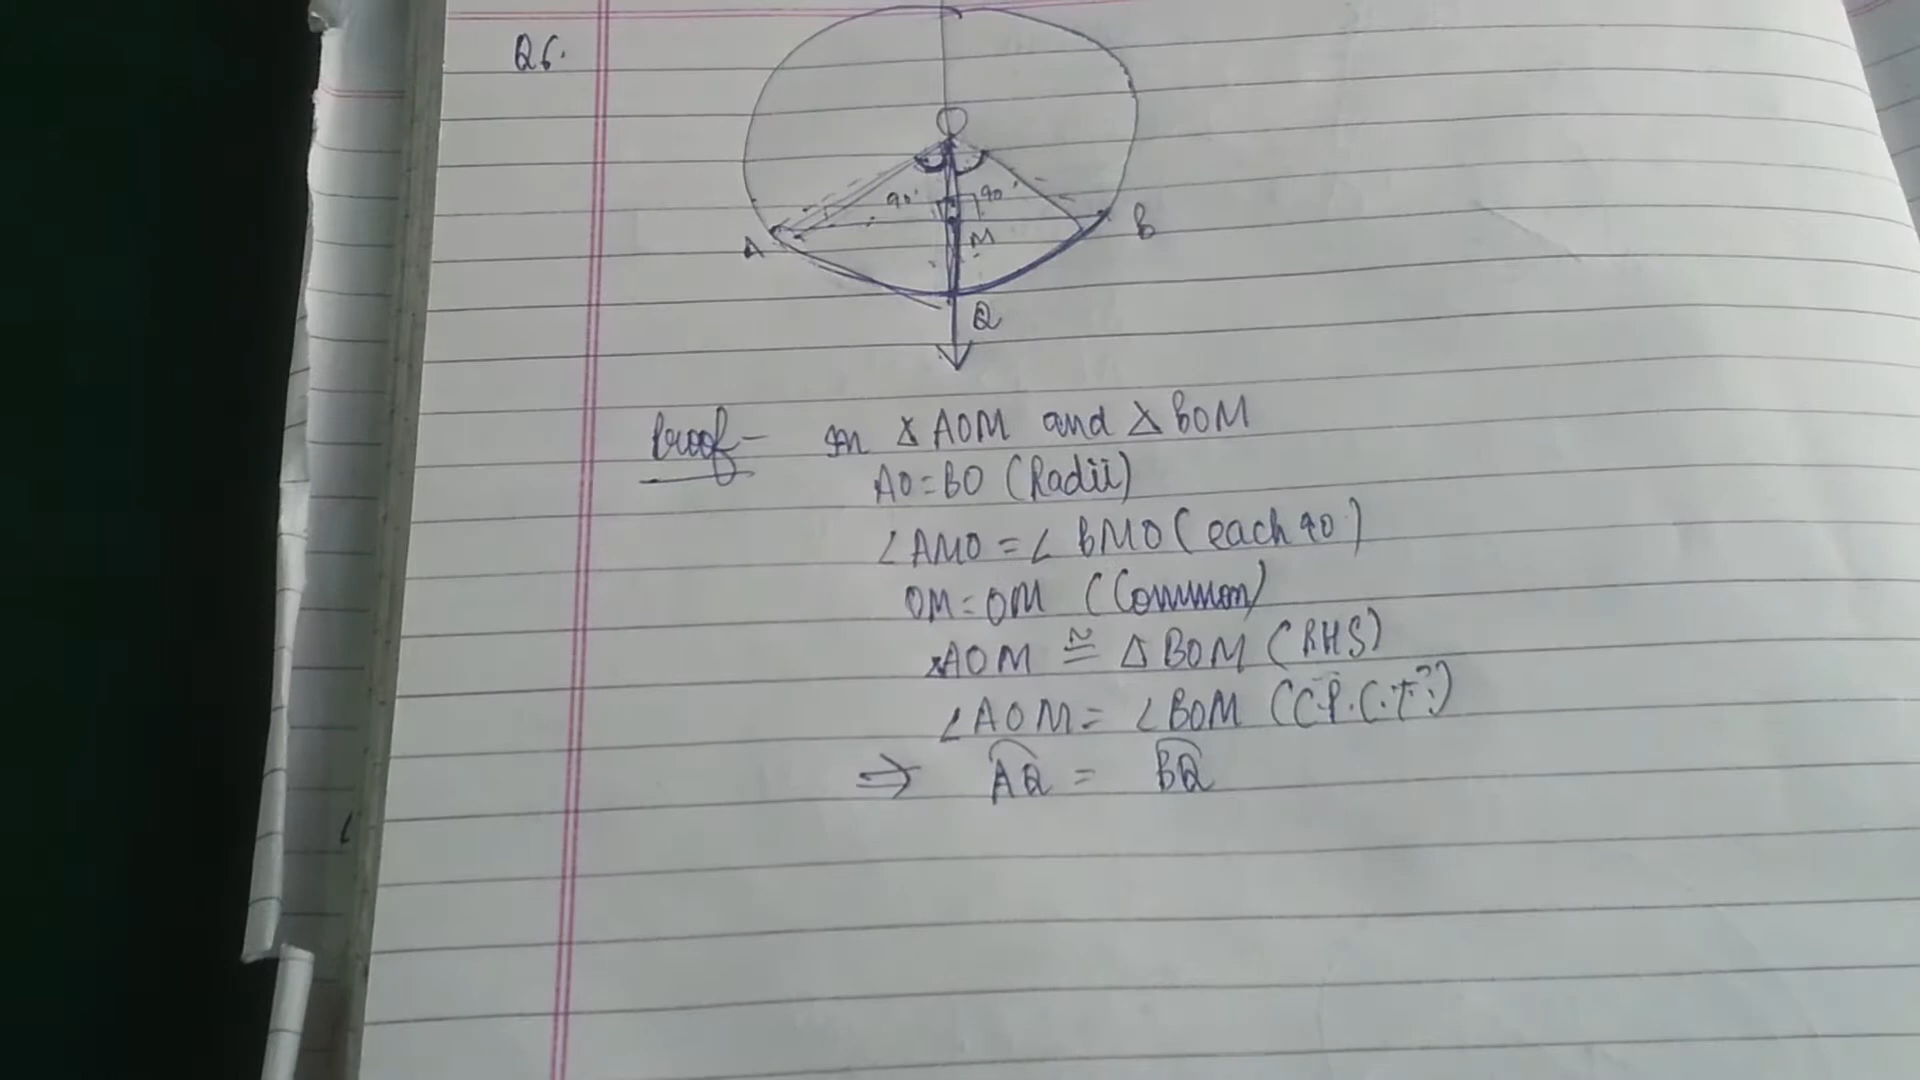 Q6.
O
90° 90°
A M B
Q
Proof - In △ AOM and △ BOM
AO = BO (Radii)
∠AMO = ∠ BMO (each 90)
OM = OM (Common)
△AOM ≅ △ BOM (RHS)
∠AOM = ∠BOM (C.P.C.T.)
⇒ AQ = BQ